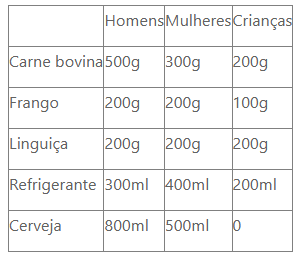 Homens Mulheres Crianças
Carne bovina 500g 300g 200g
Frango 200g 200g 100g
Linguiça 200g 200g 200g
Refrigerante 300ml 400ml 200ml
Cerveja 800ml 500ml 0